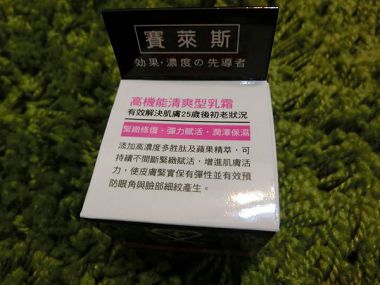 賽萊斯
効果・濃度の先導者
高機能清爽型乳霜
有效解決肌膚25歲後初老狀況
緊緻修復・彈力賦活・潤澤保濕
添加高濃度多胜肽及蘋果精萃，可
持續不間斷緊緻賦活，增進肌膚活
力，使皮膚緊實保有彈性並有效預
防眼角與臉部細紋產生。